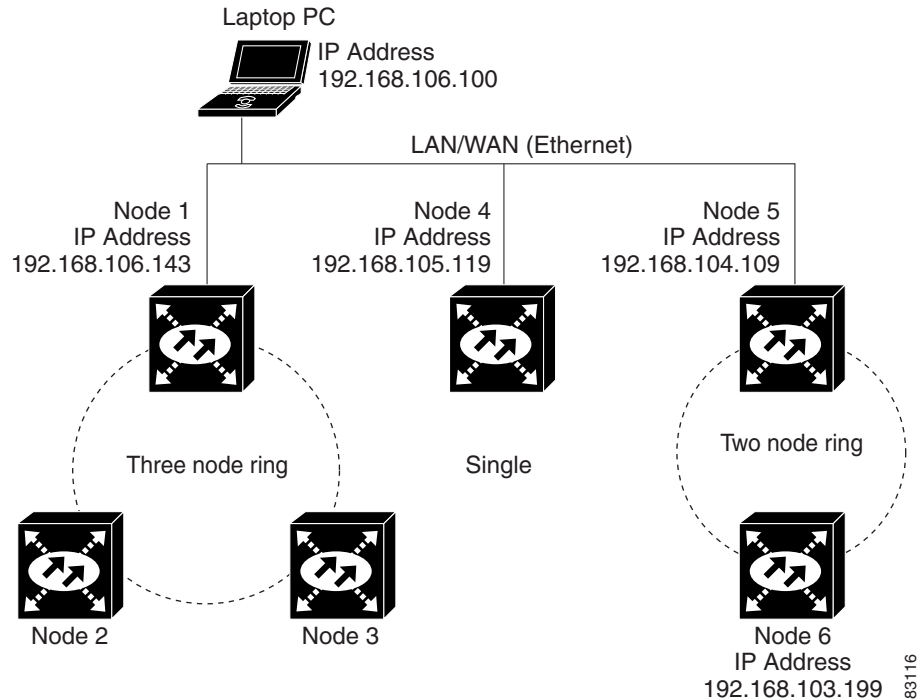 Laptop PC
IP Address
192.168.106.100
LAN/WAN (Ethernet)
Node 1
IP Address
192.168.106.143
Node 4
IP Address
192.168.105.119
Node 5
IP Address
192.168.104.109
Three node ring
Single
Two node ring
Node 2
Node 3
Node 6
IP Address
192.168.103.199
83116